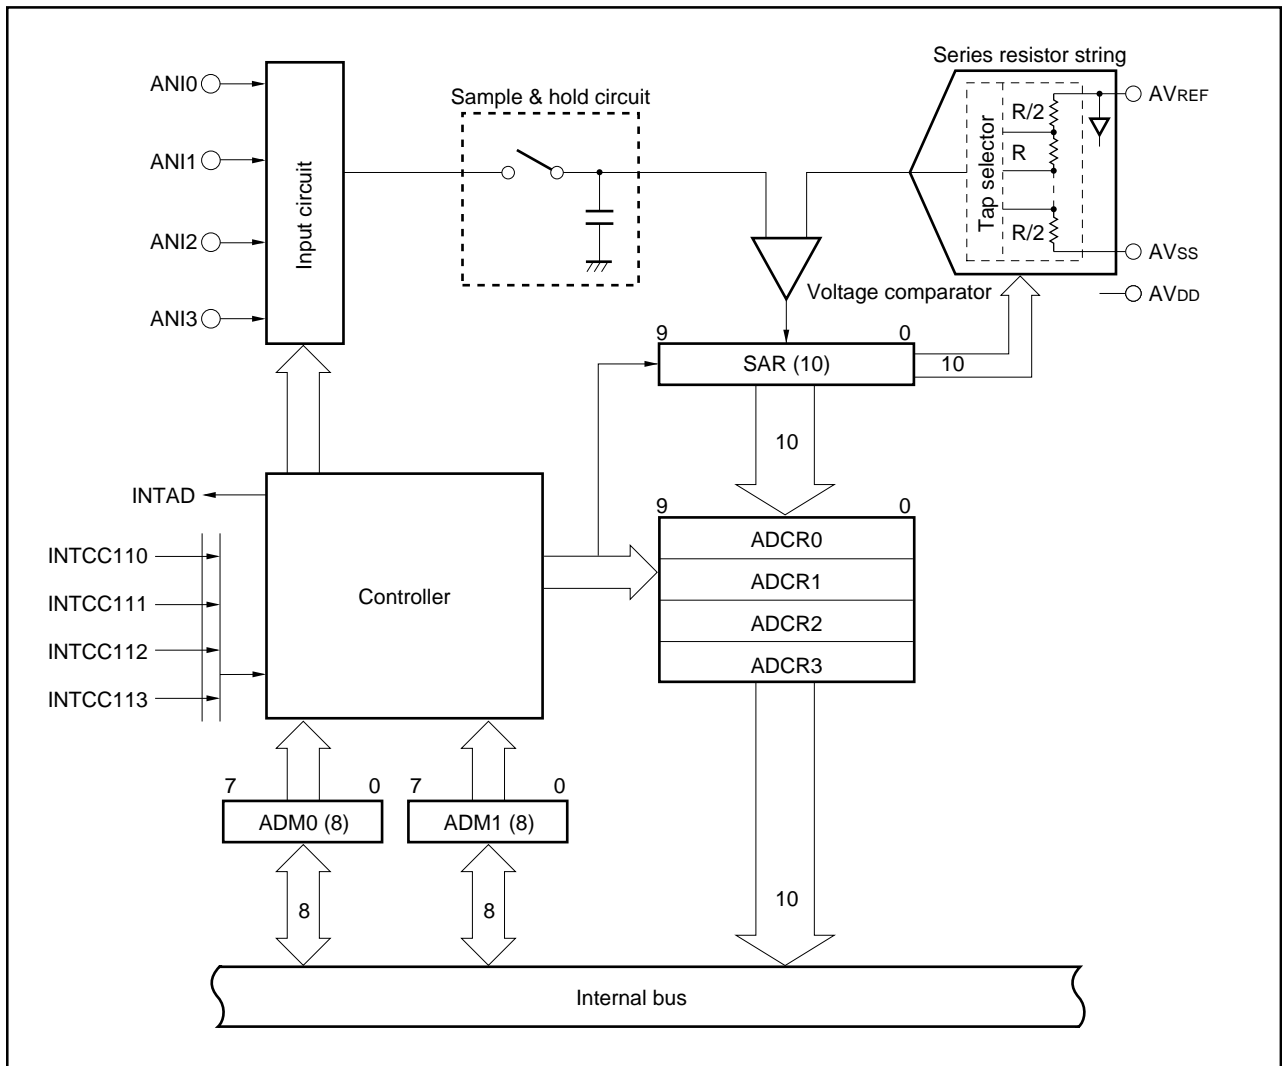 Series resistor string
ANI0
ANI1
ANI2
ANI3
Input circuit
Sample & hold circuit
Tap selector
R/2
R
R/2
AVREF
AVSS
AVDD
Voltage comparator
9 0
SAR (10)
10
10
INTAD
INTCC110
INTCC111
INTCC112
INTCC113
Controller
9 0
ADCR0
ADCR1
ADCR2
ADCR3
7 0
ADM0 (8)
7 0
ADM1 (8)
8
8
10
Internal bus